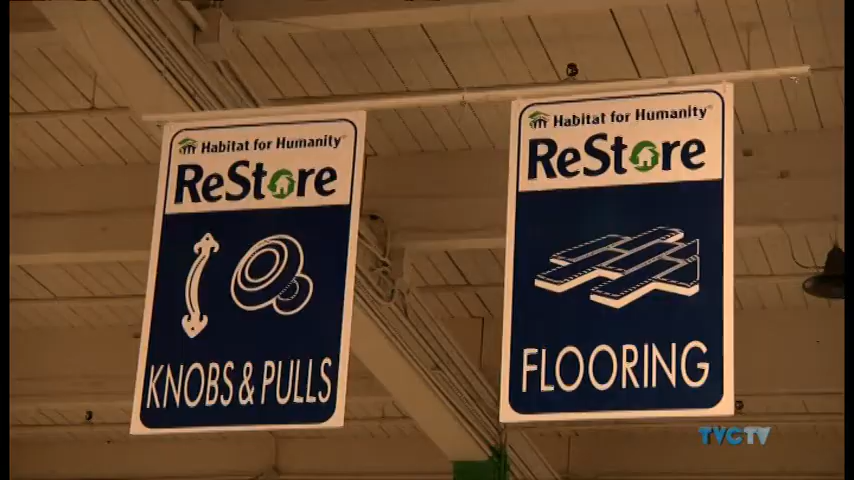 Habitat for Humanity®
ReStore
KNOBS & PULLS
Habitat for Humanity®
ReStore
FLOORING
TVCTV